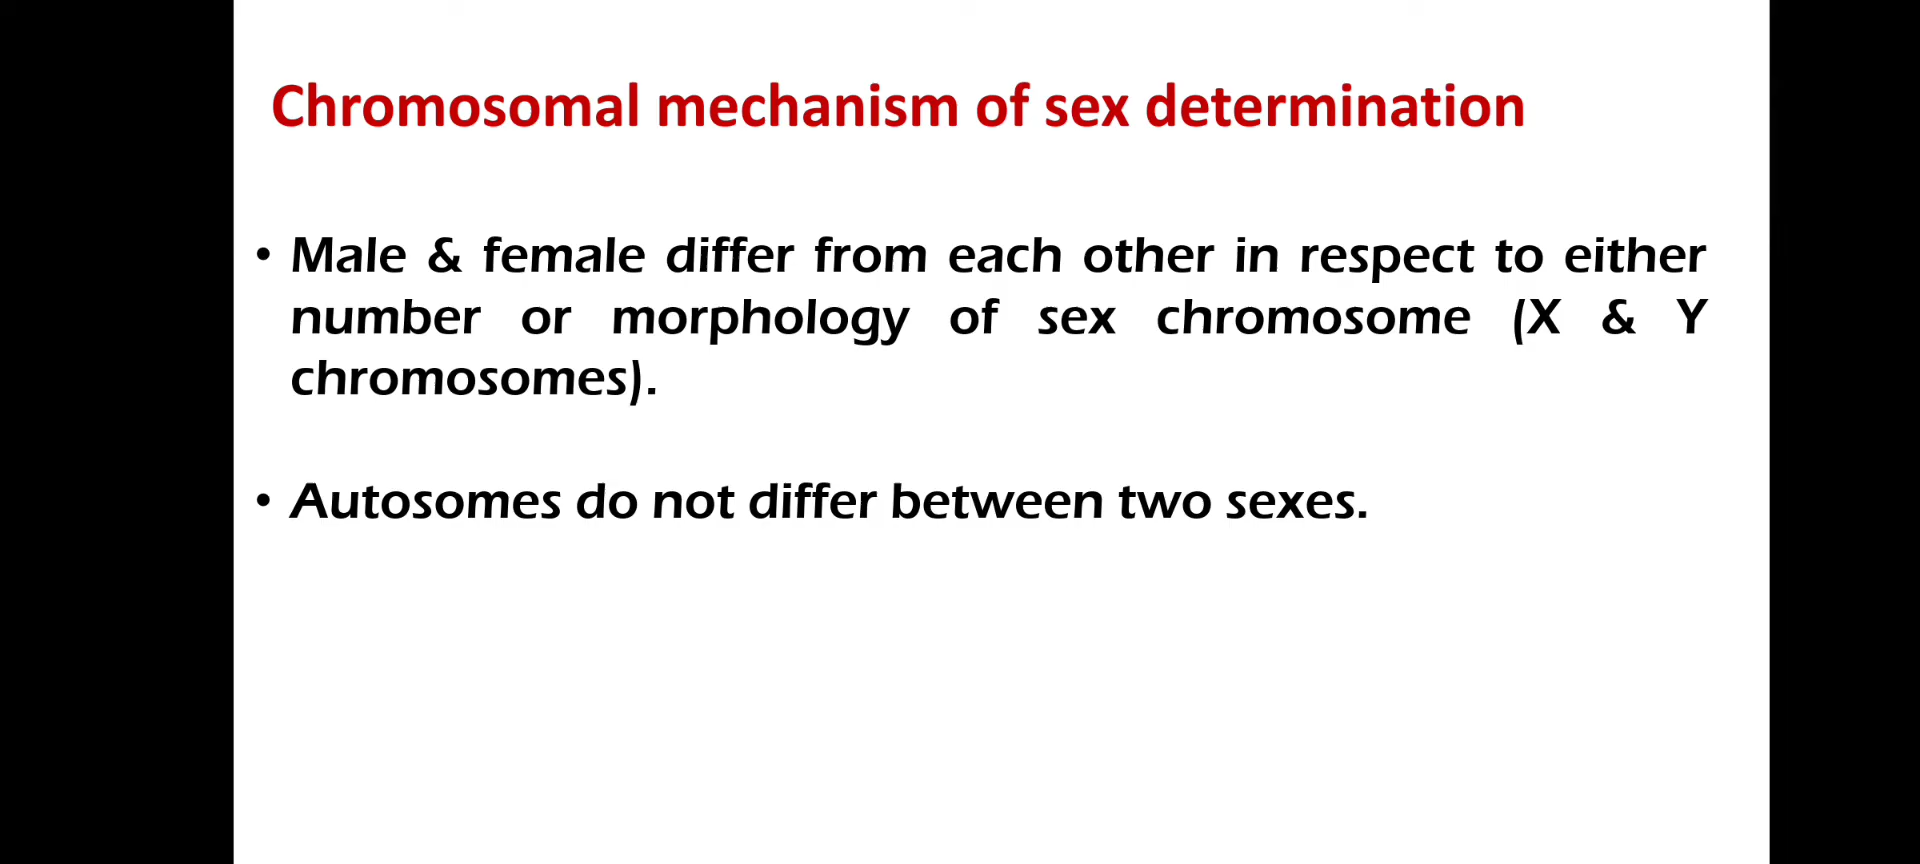 Chromosomal mechanism of sex determination
• Male & female differ from each other in respect to either
number or morphology of sex chromosome (X & Y
chromosomes).
• Autosomes do not differ between two sexes.